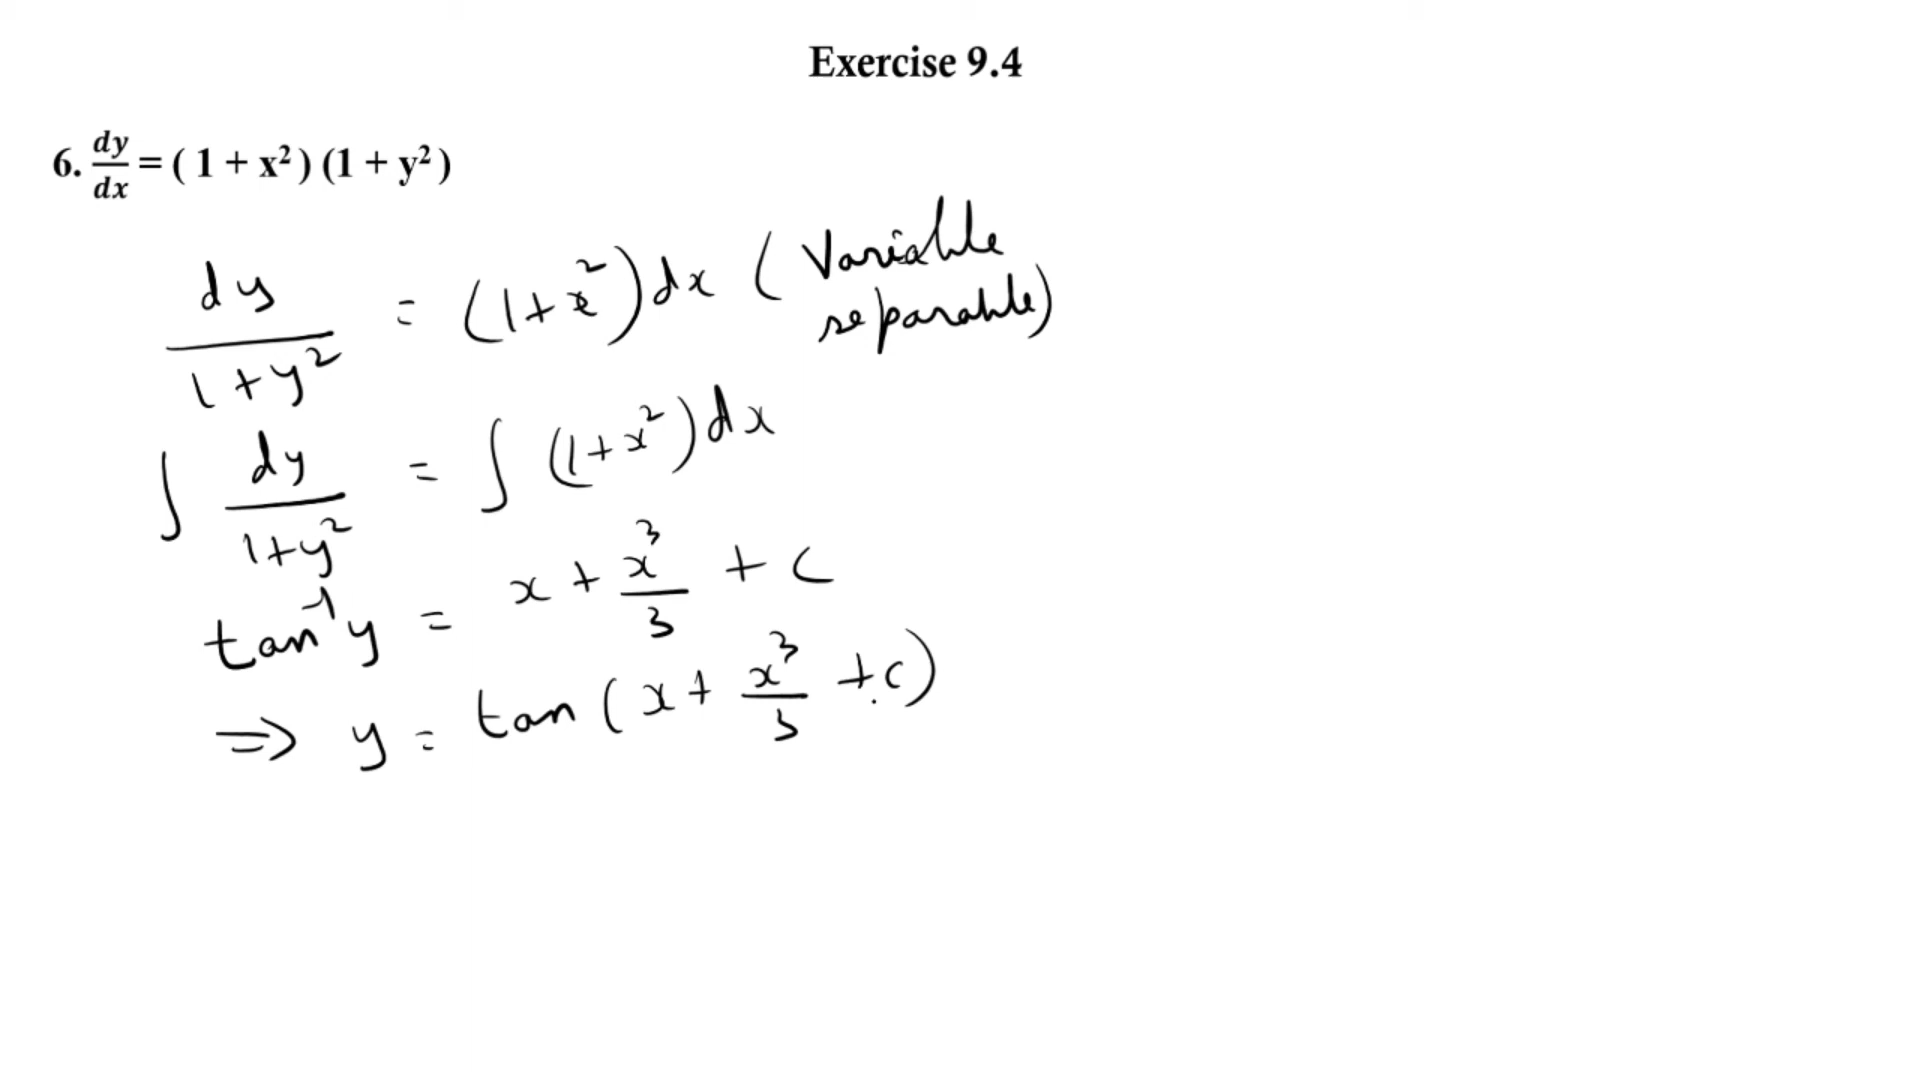 Exercise 9.4
6. dy/dx = ( 1 + x² ) (1 + y² )
dy/1+y² = (1+x²)dx ( Variable separable)
∫ dy/1+y² = ∫ (1+x²)dx
tan⁻¹y = x + x³/3 + c
⇒ y = tan (x + x³/3 + c)